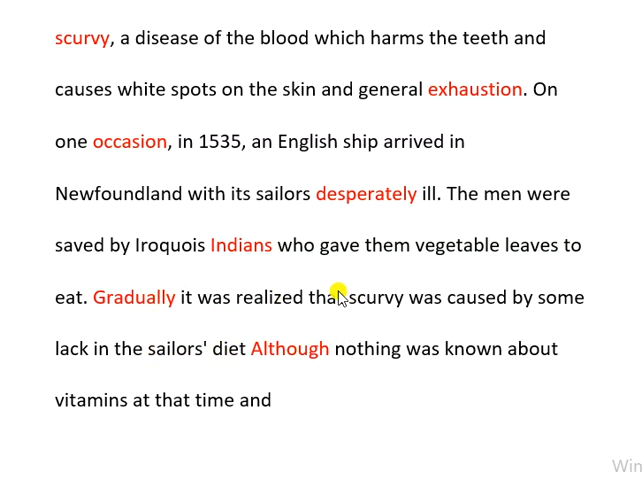 scurvy, a disease of the blood which harms the teeth and
causes white spots on the skin and general exhaustion. On
one occasion, in 1535, an English ship arrived in
Newfoundland with its sailors desperately ill. The men were
saved by Iroquois Indians who gave them vegetable leaves to
eat. Gradually it was realized that scurvy was caused by some
lack in the sailors' diet Although nothing was known about
vitamins at that time and